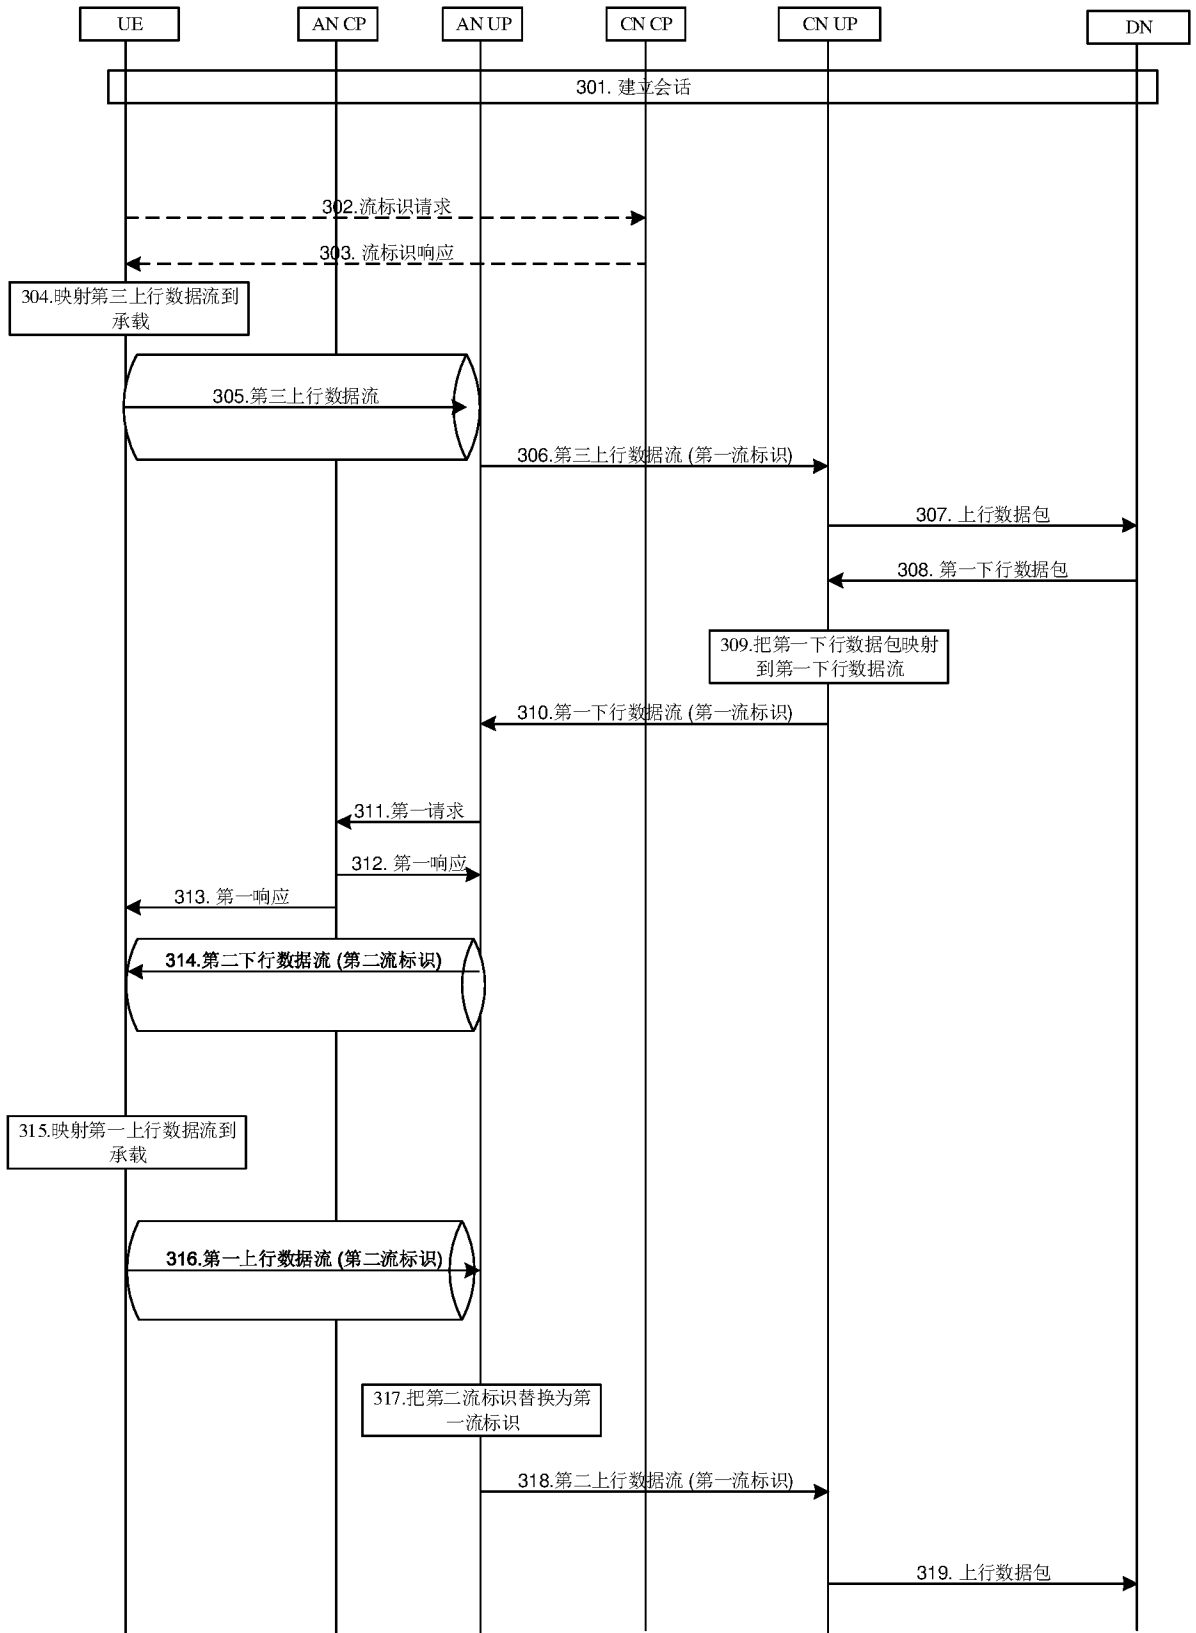 UE
AN CP
AN UP
CN CP
CN UP
DN
301. 建立会话
302.流标识请求
303. 流标识响应
304.映射第三上行数据流到
承载
305.第三上行数据流
306.第三上行数据流 (第一流标识)
307. 上行数据包
308. 第一下行数据包
309.把第一下行数据包映射
到第一下行数据流
310.第一下行数据流 (第一流标识)
311.第一请求
312. 第一响应
313. 第一响应
314.第二下行数据流 (第二流标识)
315.映射第一上行数据流到
承载
316.第一上行数据流 (第二流标识)
317.把第二流标识替换为第
一流标识
318.第二上行数据流 (第一流标识)
319. 上行数据包